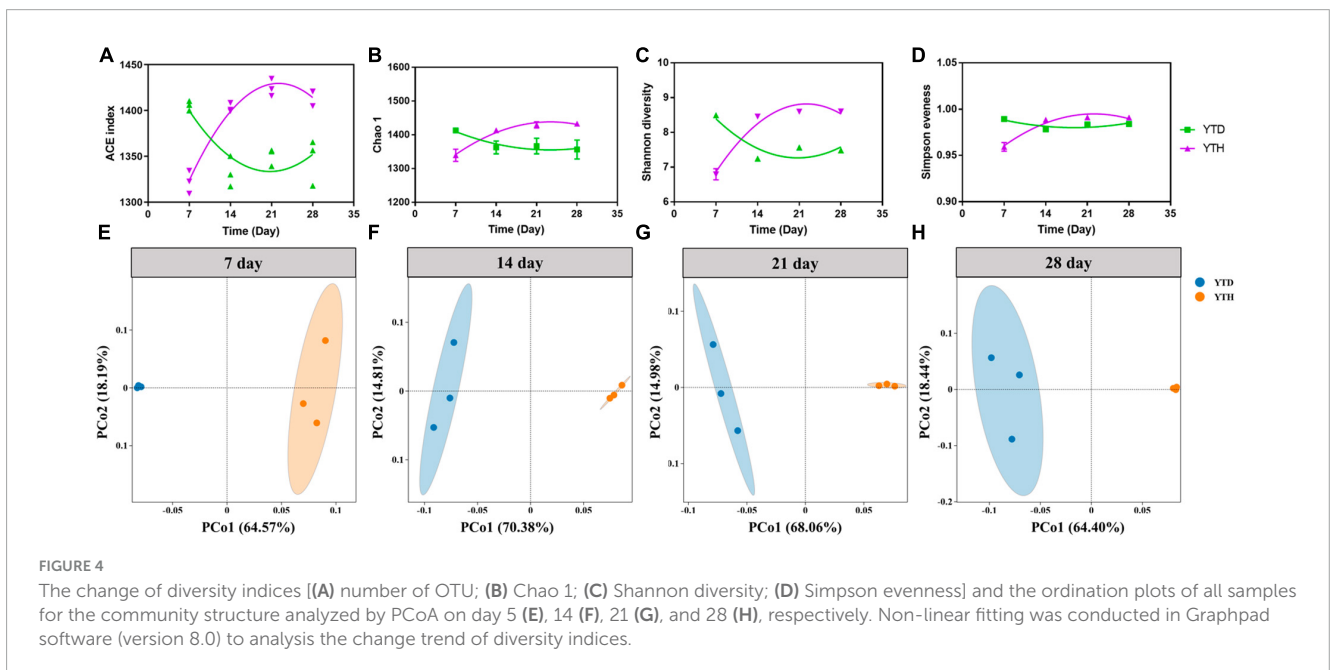 A
B
C
D
1450
1400
1350
1300
ACE index
0 7 14 21 28 35
Time (Day)
1600
1500
1400
1300
1200
Chao 1
0 7 14 21 28 35
Time (Day)
10
9
8
7
6
Shannon diversity
0 7 14 21 28 35
Time (Day)
1.05
1.00
0.95
0.90
Simpson evenness
0 7 14 21 28 35
Time (Day)
YTD
YTH
E
F
G
H
7 day
0.1
0
0.1
PCo2 (18.19%)
-0.05 0 0.05 0.1
PCo1 (64.57%)
14 day
0.1
0
0.1
PCo2 (14.81%)
-0.1 -0.05 0 0.05
PCo1 (70.38%)
21 day
0.1
0
0.1
PCo2 (14.98%)
-0.1 -0.05 0 0.05
PCo1 (68.06%)
28 day
0.1
0
-0.1
-0.2
PCo2 (18.44%)
-0.1 -0.05 0 0.05
PCo1 (64.40%)
YTD
YTH
FIGURE 4
The change of diversity indices [(A) number of OTU; (B) Chao 1; (C) Shannon diversity; (D) Simpson evenness] and the ordination plots of all samples
for the community structure analyzed by PCoA on day 5 (E), 14 (F), 21 (G), and 28 (H), respectively. Non-linear fitting was conducted in Graphpad
software (version 8.0) to analysis the change trend of diversity indices.